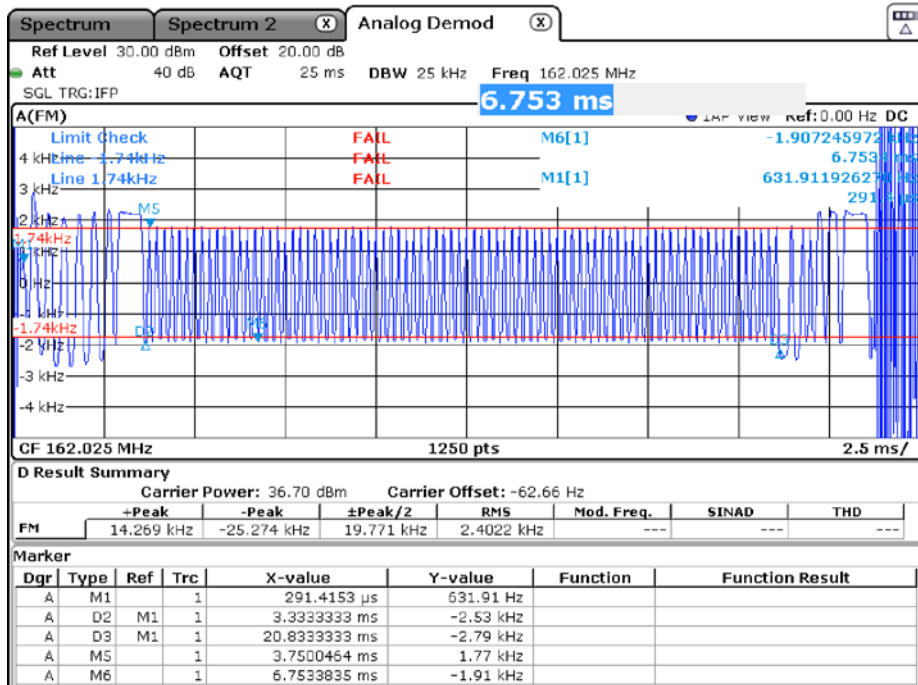 Spectrum Spectrum 2 Analog Demod
Ref Level 30.00 dBm Offset 20.00 dB
Att 40 dB AQT 25 ms DBW 25 kHz Freq 162.025 MHz
SGL TRG:IFP
6.753 ms
A(FM) 1AP View Ref:0.00 Hz DC
Limit Check FAIL M6[1] -1.907245972
Line -1.74kHz FAIL 6.753
Line 1.74kHz FAIL M1[1] 631.91192627
291
4 kHz
3 kHz
M5
2 kHz
1.74kHz
1 kHz
0 Hz
-1 kHz
-1.74kHz
-2 kHz
-3 kHz
-4 kHz
CF 162.025 MHz 1250 pts 2.5 ms/
D Result Summary
Carrier Power: 36.70 dBm Carrier Offset: -62.66 Hz
+Peak -Peak ±Peak/2 RMS Mod. Freq. SINAD THD
FM 14.269 kHz -25.274 kHz 19.771 kHz 2.4022 kHz --- --- ---
Marker
Dgr Type Ref Trc X-value Y-value Function Function Result
A M1 1 291.4153 µs 631.91 Hz
A D2 M1 1 3.3333333 ms -2.53 kHz
A D3 M1 1 20.8333333 ms -2.79 kHz
A M5 1 3.7500464 ms 1.77 kHz
A M6 1 6.7533835 ms -1.91 kHz